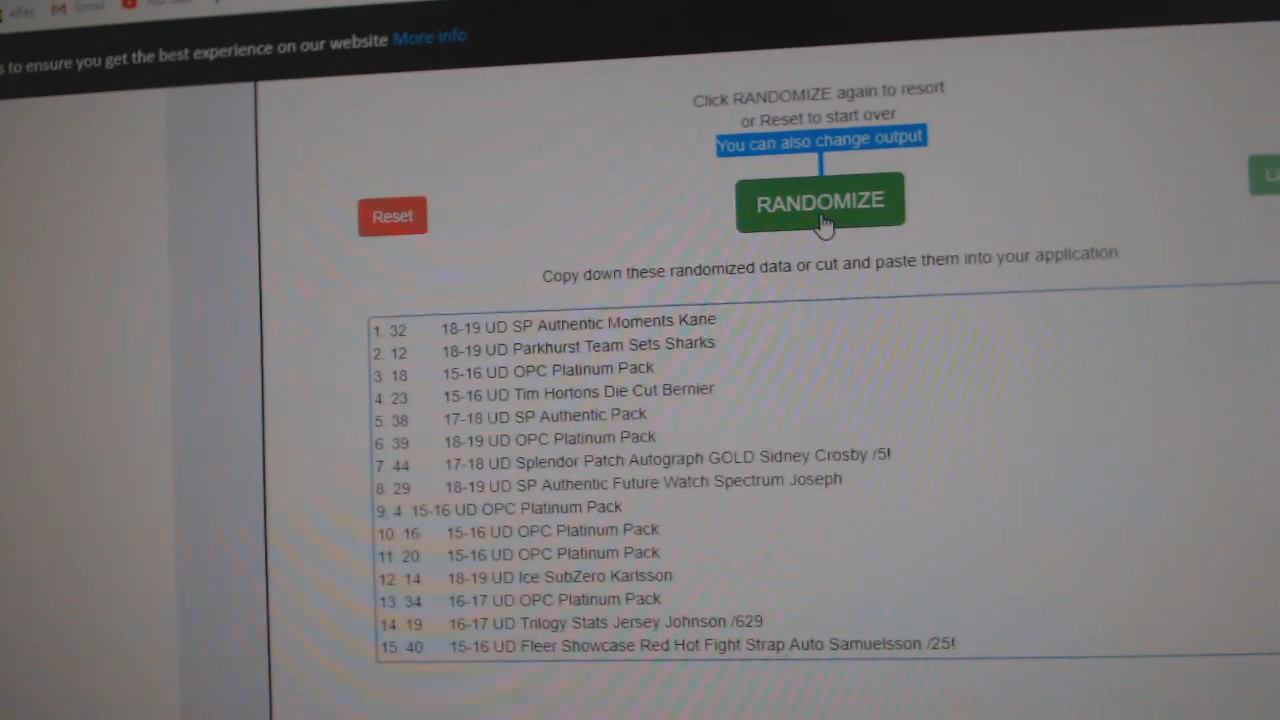 eBay Gmail
s to ensure you get the best experience on our website More info
Click RANDOMIZE again to resort
or Reset to start over
You can also change output
Reset
RANDOMIZE
Copy down these randomized data or cut and paste them into your application
1. 32 18-19 UD SP Authentic Moments Kane
2. 12 18-19 UD Parkhurst Team Sets Sharks
3. 18 15-16 UD OPC Platinum Pack
4. 23 15-16 UD Tim Hortons Die Cut Bernier
5. 38 17-18 UD SP Authentic Pack
6. 39 18-19 UD OPC Platinum Pack
7. 44 17-18 UD Splendor Patch Autograph GOLD Sidney Crosby /5!
8. 29 18-19 UD SP Authentic Future Watch Spectrum Joseph
9. 4 15-16 UD OPC Platinum Pack
10. 16 15-16 UD OPC Platinum Pack
11. 20 15-16 UD OPC Platinum Pack
12. 14 18-19 UD Ice SubZero Karlsson
13. 34 16-17 UD OPC Platinum Pack
14. 19 16-17 UD Trilogy Stats Jersey Johnson /629
15. 40 15-16 UD Fleer Showcase Red Hot Fight Strap Auto Samuelsson /25!